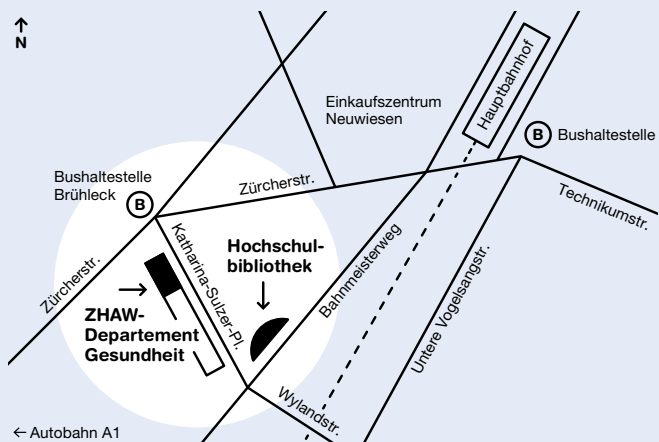 N
Einkaufszentrum
Neuwiesen
Hauptbahnhof
B
Bushaltestelle
Bushaltestelle
Brühleck
B
Zürcherstr.
Technikumstr.
Zürcherstr.
Katharina-Sulzer-Pl.
Hochschul-
bibliothek
Bahnmeisterweg
Untere Vogelsangstr.
ZHAW-
Departement
Gesundheit
Wylandstr.
← Autobahn A1